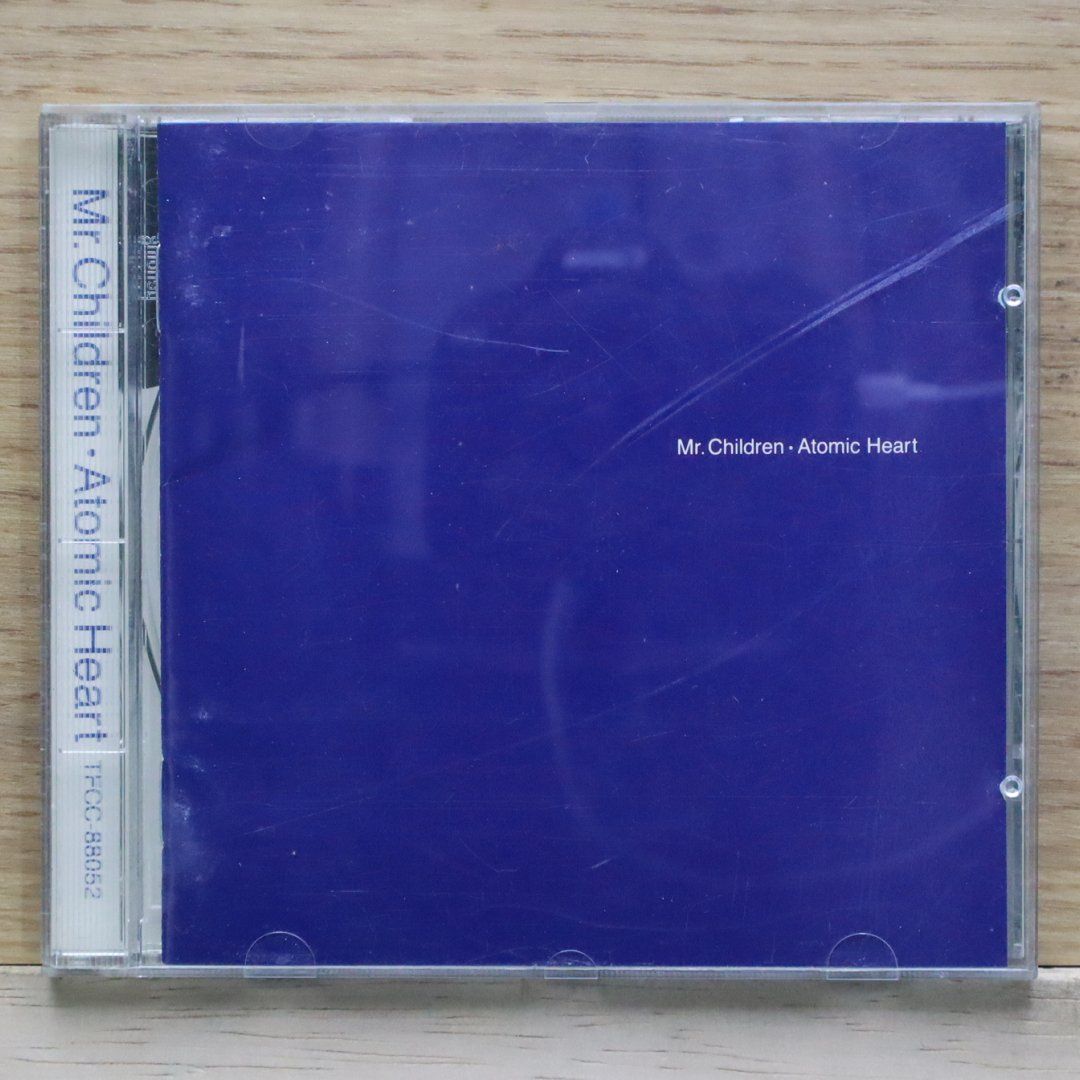 Mr. Children・Atomic Heart TFCC-88052
Mr. Children・Atomic Heart